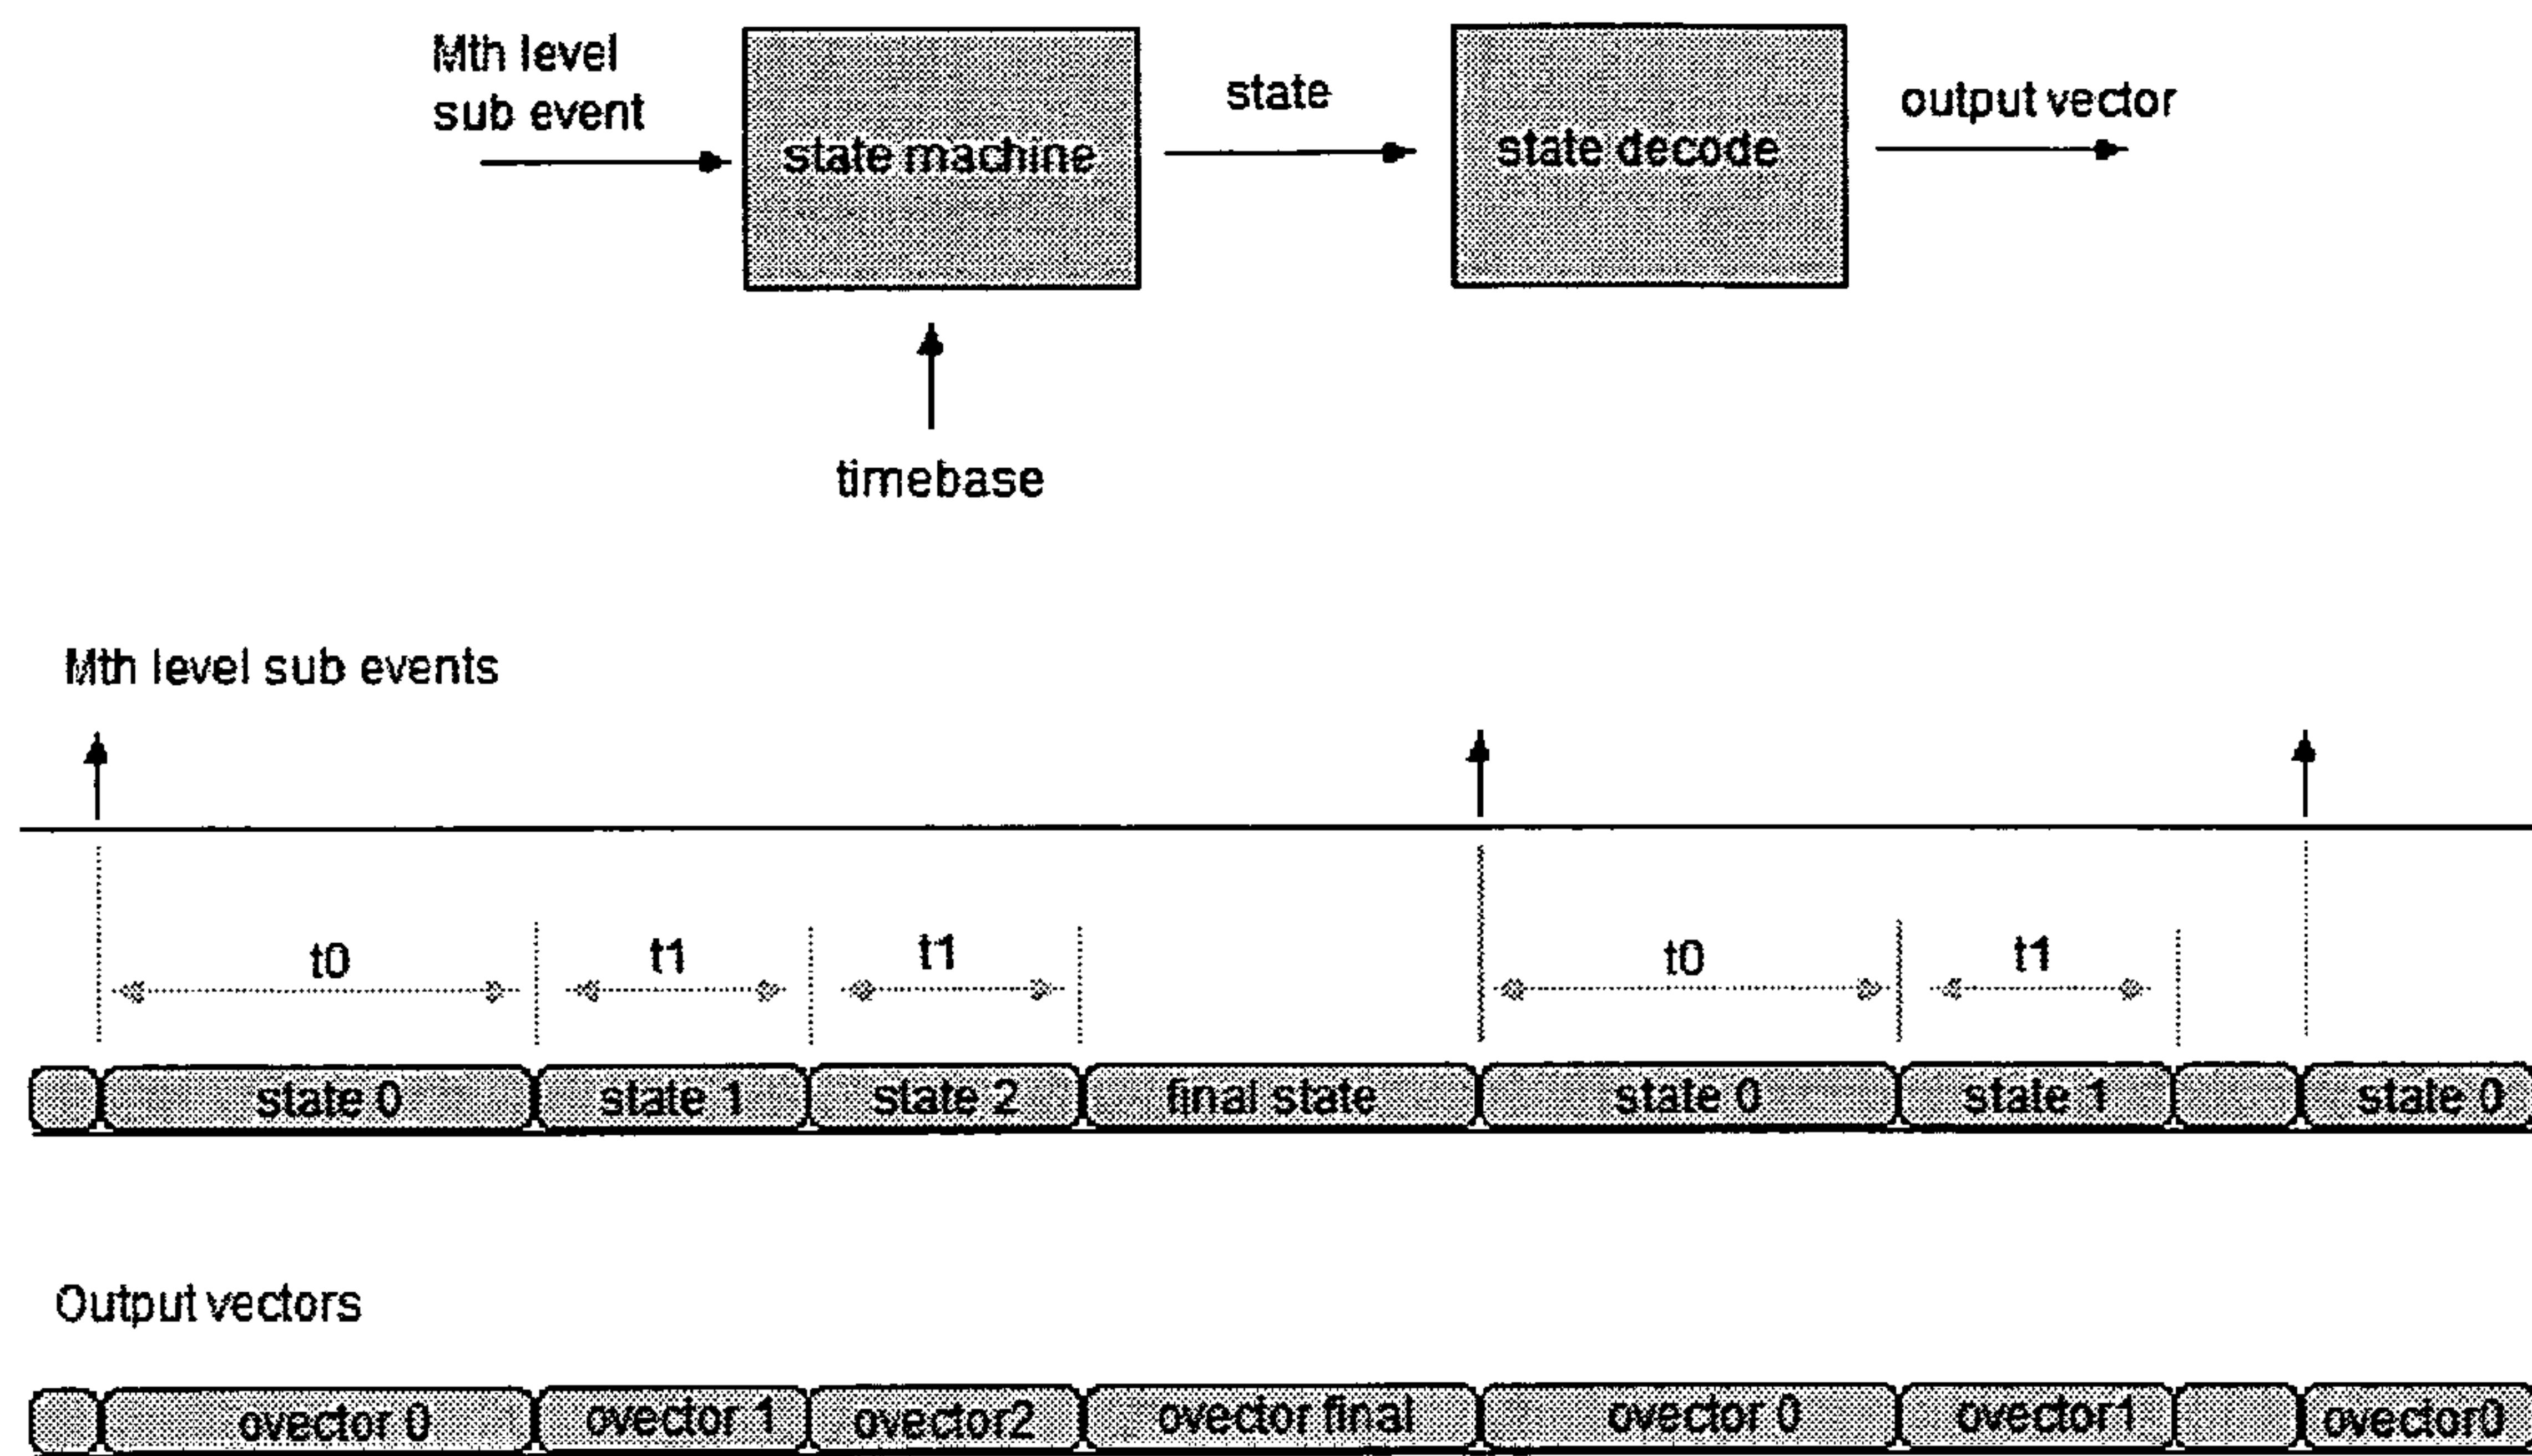 Mth level
sub event
state machine
state
state decode
output vector
timebase
Mth level sub events
t0
t1
t1
t0
t1
state 0
state 1
state 2
final state
state 0
state 1
state 0
Output vectors
ovector 0
ovector 1
ovector2
ovector final
ovector 0
ovector1
ovector0